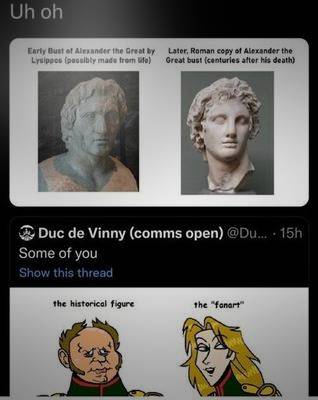 Uh oh
Early Bust of Alexander the Great by
Lysippos (possibly made from life)
Later, Roman copy of Alexander the
Great bust (centuries after his death)
Duc de Vinny (comms open) @Du... · 15h
Some of you
Show this thread
the historical figure
the "fanart"